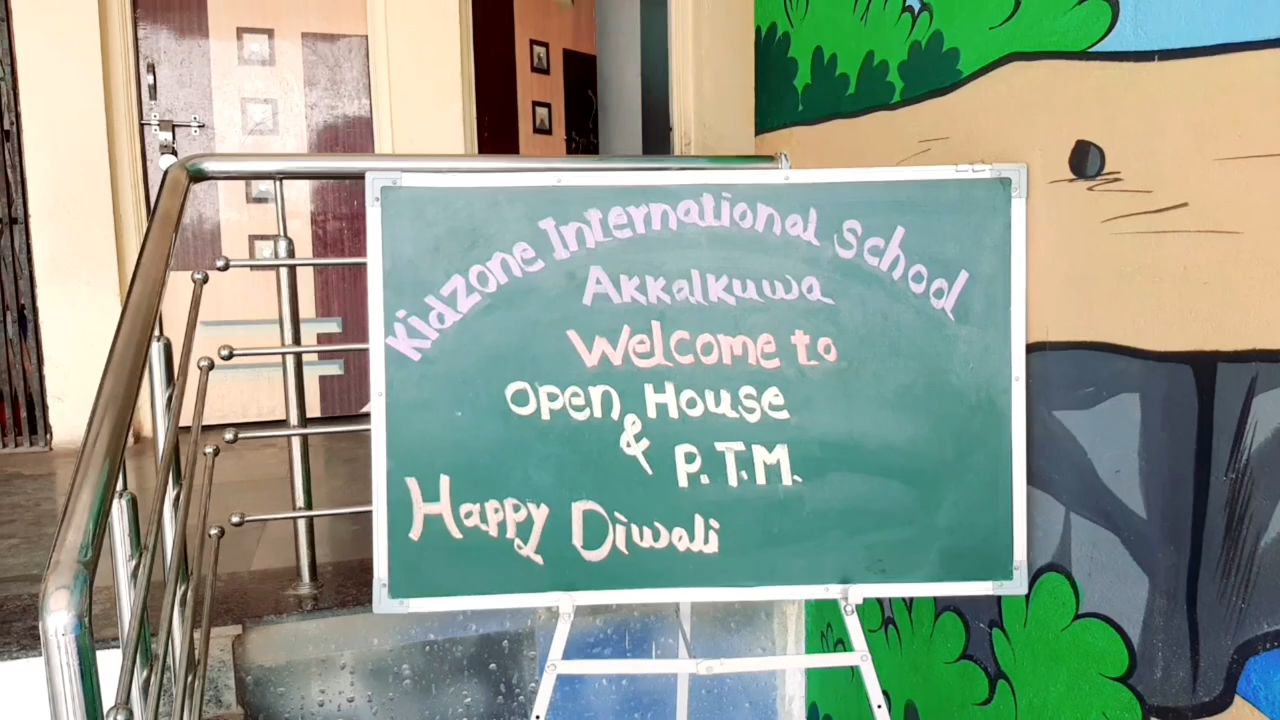 Kidzone International School
Akkalkuwa
Welcome to
Open House
& P.T.M.
Happy Diwali